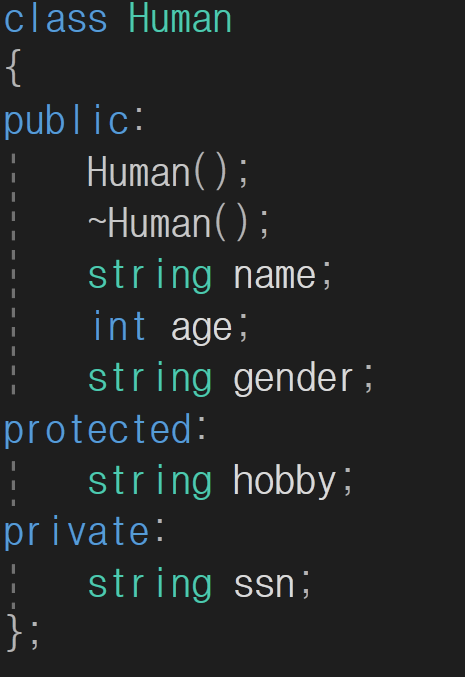 class Human
{
public:
Human();
~Human();
string name;
int age;
string gender;
protected:
string hobby;
private:
string ssn;
};